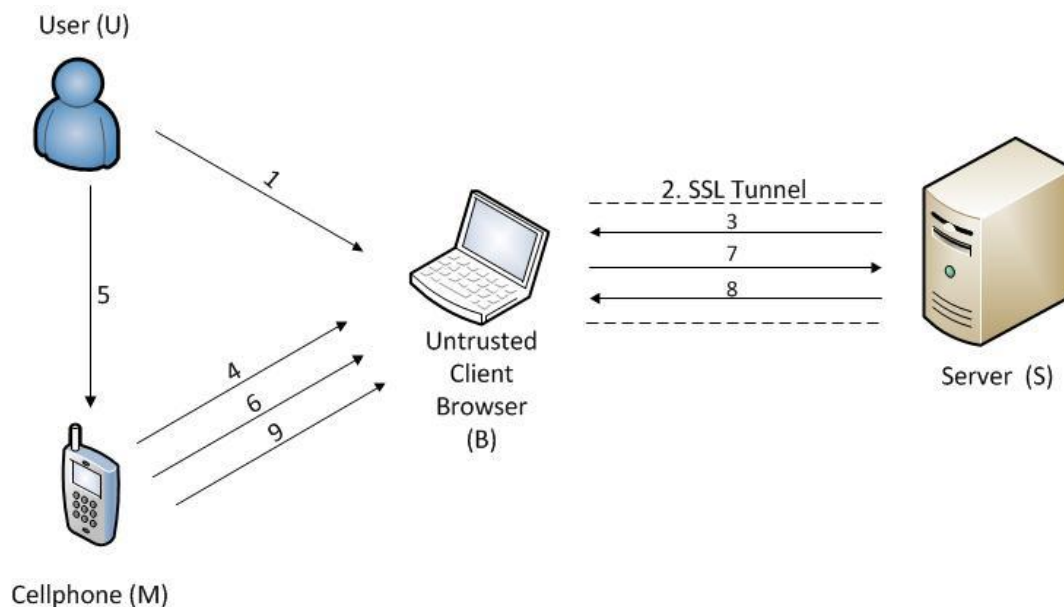 User (U)
1
2. SSL Tunnel
3
7
8
5
4
6
9
Untrusted
Client
Browser
(B)
Server (S)
Cellphone (M)